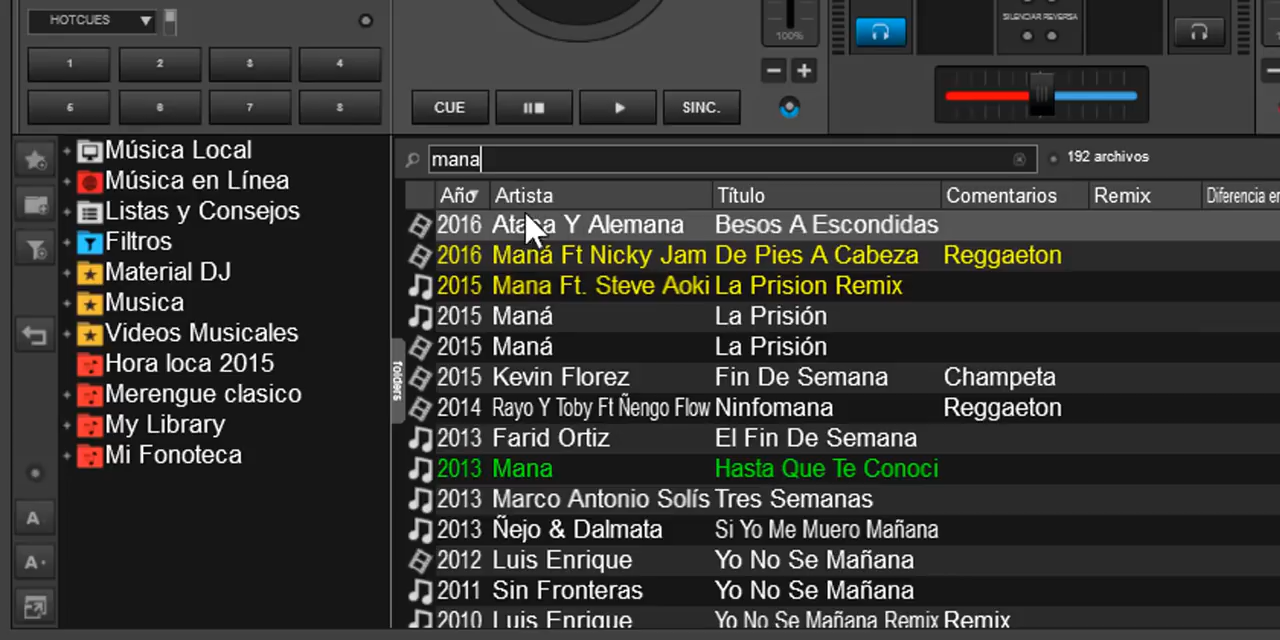 HOTCUES
100%
SILENCIAR REVERSA
1 2 3 4
5 6 7 8
CUE
SINC.
Música Local
Música en Línea
Listas y Consejos
Filtros
Material DJ
Musica
Videos Musicales
Hora loca 2015
Merengue clasico
My Library
Mi Fonoteca
A
A
folders
mana
192 archivos
Año Artista Título Comentarios Remix Diferencia en
2016 Y Alemana Besos A Escondidas
2016 Maná Ft Nicky Jam De Pies A Cabeza Reggaeton
2015 Mana Ft. Steve Aoki La Prision Remix
2015 Maná La Prisión
2015 Maná La Prisión
2015 Kevin Florez Fin De Semana Champeta
2014 Rayo Y Toby Ft Ñengo Flow Ninfomana Reggaeton
2013 Farid Ortiz El Fin De Semana
2013 Mana Hasta Que Te Conoci
2013 Marco Antonio Solís Tres Semanas
2013 Ñejo & Dalmata Si Yo Me Muero Mañana
2012 Luis Enrique Yo No Se Mañana
2011 Sin Fronteras Yo No Se Mañana
2010 Luis Enrique Yo No Se Mañana Remix Remix